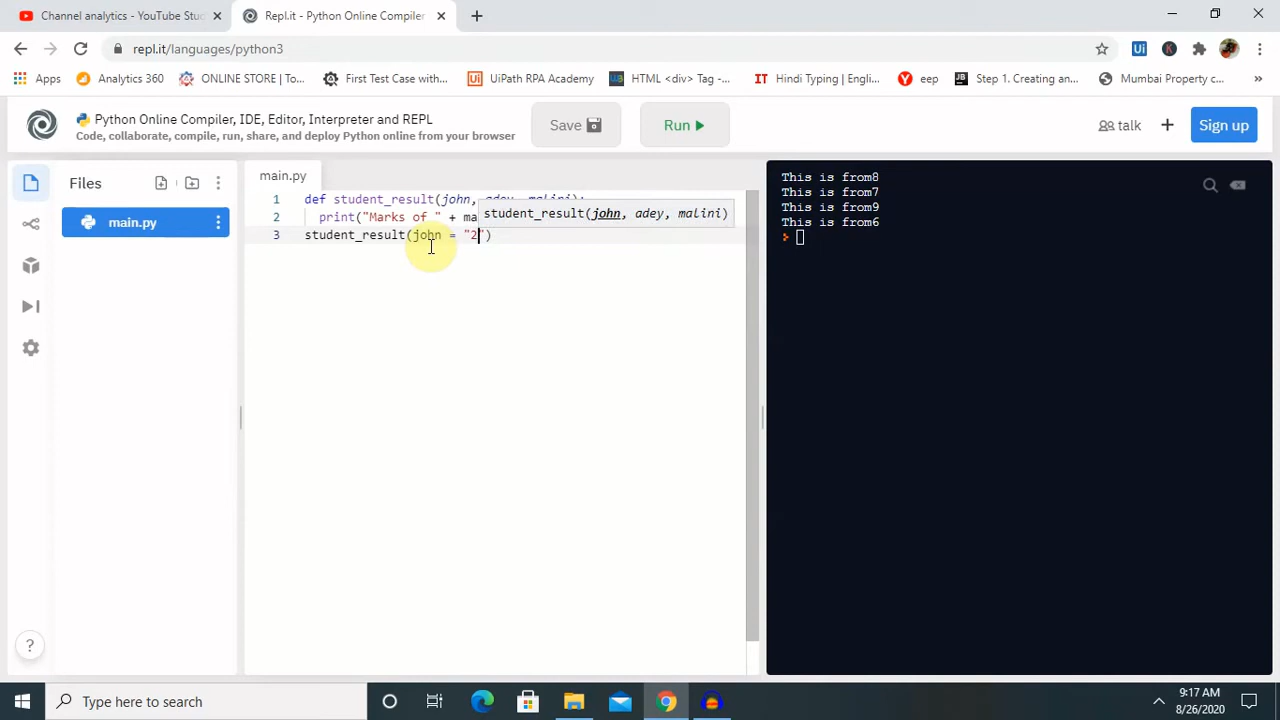 Channel analytics - YouTube Stu
Repl.it - Python Online Compiler,
repl.it/languages/python3
Apps
Analytics 360
ONLINE STORE | To...
First Test Case with...
UiPath RPA Academy
HTML <div> Tag -...
Hindi Typing | Engli...
eep
Step 1. Creating an...
Mumbai Property c...
Python Online Compiler, IDE, Editor, Interpreter and REPL
Code, collaborate, compile, run, share, and deploy Python online from your browser
Save
Run
talk
Sign up
Files
main.py
main.py
1 def student_result(john, adey, malini):
2 print("Marks of " + ma
student_result(john, adey, malini)
3 student_result(john = "2")
This is from8
This is from7
This is from9
This is from6
?
Type here to search
9:17 AM
8/26/2020